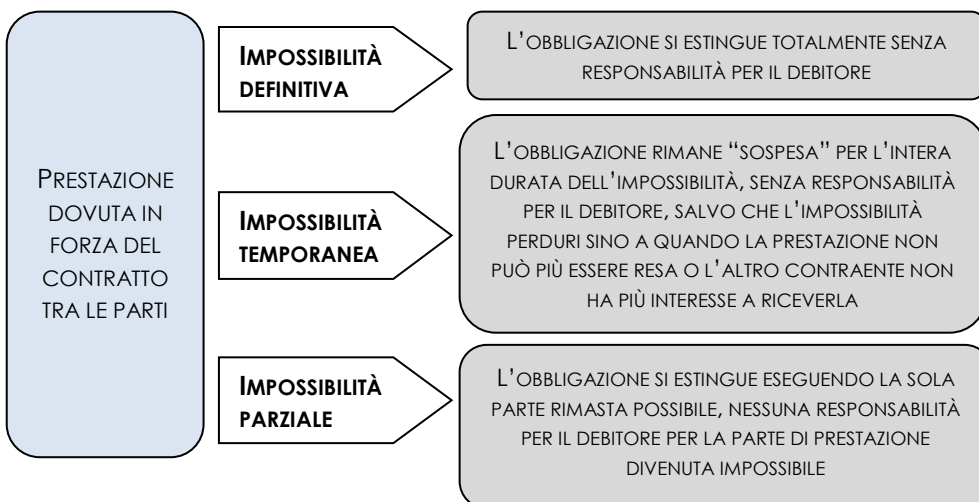 PRESTAZIONE
DOVUTA IN
FORZA DEL
CONTRATTO
TRA LE PARTI
IMPOSSIBILITÀ
DEFINITIVA
L'OBBLIGAZIONE SI ESTINGUE TOTALMENTE SENZA
RESPONSABILITÀ PER IL DEBITORE
IMPOSSIBILITÀ
TEMPORANEA
L'OBBLIGAZIONE RIMANE “SOSPESA” PER L'INTERA
DURATA DELL'IMPOSSIBILITÀ, SENZA RESPONSABILITÀ
PER IL DEBITORE, SALVO CHE L'IMPOSSIBILITÀ
PERDURI SINO A QUANDO LA PRESTAZIONE NON
PUÒ PIÙ ESSERE RESA O L'ALTRO CONTRAENTE NON
HA PIÙ INTERESSE A RICEVERLA
IMPOSSIBILITÀ
PARZIALE
L'OBBLIGAZIONE SI ESTINGUE ESEGUENDO LA SOLA
PARTE RIMASTA POSSIBILE, NESSUNA RESPONSABILITÀ
PER IL DEBITORE PER LA PARTE DI PRESTAZIONE
DIVENUTA IMPOSSIBILE